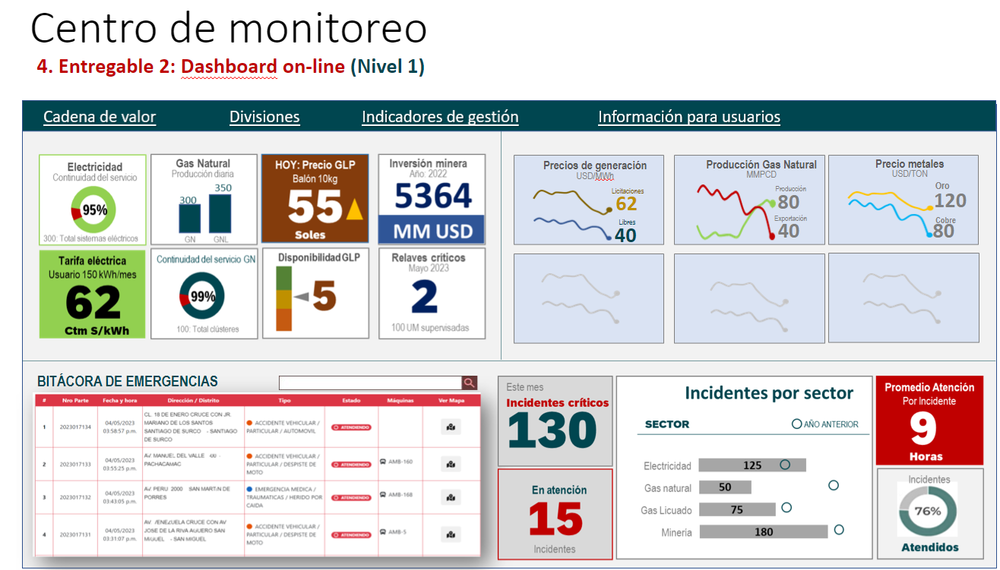 Centro de monitoreo
4. Entregable 2: Dashboard on-line (Nivel 1)
Cadena de valor
Divisiones
Indicadores de gestión
Información para usuarios
Electricidad
Continuidad del servicio
95%
300: Total sistemas eléctricos
Gas Natural
Producción diaria
350
300
GN GNL
HOY: Precio GLP
Balón 10kg
55
Soles
Inversión minera
Año: 2022
5364
MM USD
Tarifa eléctrica
Usuario 150 kWh/mes
62
Ctm S/kWh
Continuidad del servicio GN
99%
100: Total clústeres
Disponibilidad GLP
5
Relaves críticos
Mayo 2023
2
100 UM supervisadas
Precios de generación
USD/MWh
Licitaciones
62
Libres
40
Producción Gas Natural
MMPCD
Producción
80
Exportación
40
Precio metales
USD/TON
Oro
120
Cobre
80
BITÁCORA DE EMERGENCIAS
# Nro Parte Fecha y hora Dirección / Distrito Tipo Estado Máquinas Ver Mapa
1 2023017134 04/05/2023 03:58:57 p.m. CL. 18 DE ENERO CRUCE CON JR. MARIANO DE LOS SANTOS SANTIAGO DE SURCO - SANTIAGO DE SURCO ACCIDENTE VEHICULAR / PARTICULAR / AUTOMOVIL ATENDIENDO
2 2023017133 04/05/2023 03:55:25 p.m. AV MANUEL DEL VALLE - PACHACAMAC ACCIDENTE VEHICULAR / PARTICULAR / DESPISTE DE MOTO ATENDIENDO AMB-160
3 2023017132 04/05/2023 03:43:05 p.m. AV PERU 2000 SAN MARTIN DE PORRES EMERGENCIA MEDICA / TRAUMATICAS / HERIDO POR CAIDA ATENDIENDO AMB-168
4 2023017131 04/05/2023 03:31:07 p.m. AV. /ENEZUELA CRUCE CON AV JOSE DE LA RIVA AGUERO SAN MIGUEL - SAN MIGUEL ACCIDENTE VEHICULAR / PARTICULAR / DESPISTE DE MOTO ATENDIENDO AMB-5
Este mes
Incidentes críticos
130
En atención
15
Incidentes
Incidentes por sector
SECTOR
AÑO ANTERIOR
Electricidad 125
Gas natural 50
Gas Licuado 75
Mineria 180
Promedio Atención
Por Incidente
9
Horas
Incidentes
76%
Atendidos